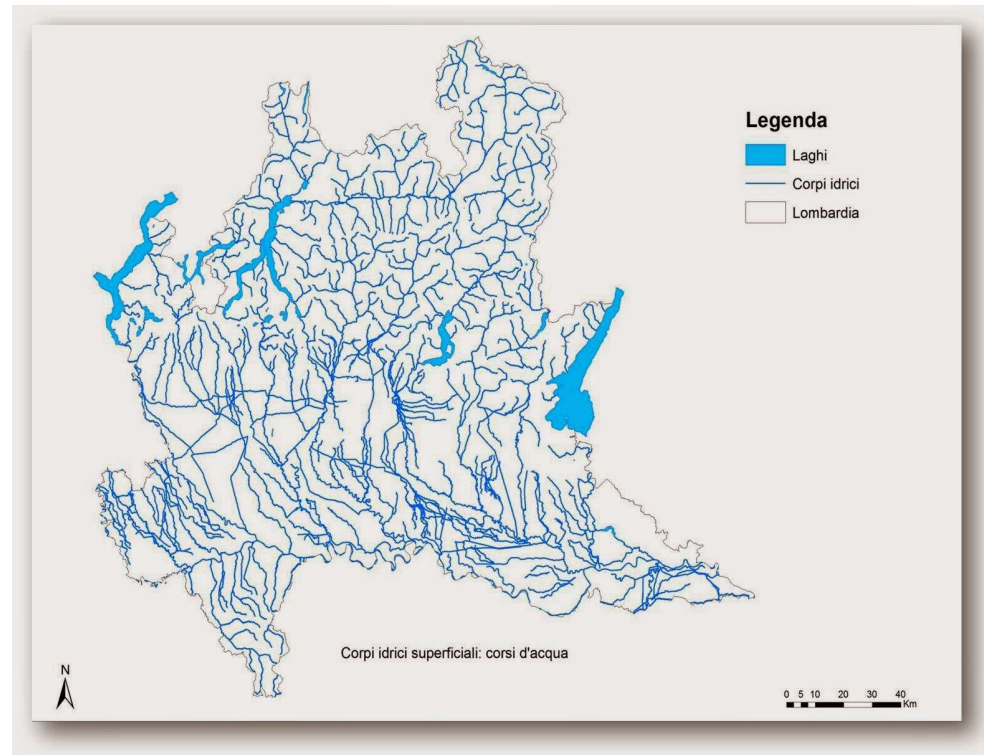 Legenda
Laghi
Corpi idrici
Lombardia
Corpi idrici superficiali: corsi d'acqua
N
0 5 10 20 30 40
Km